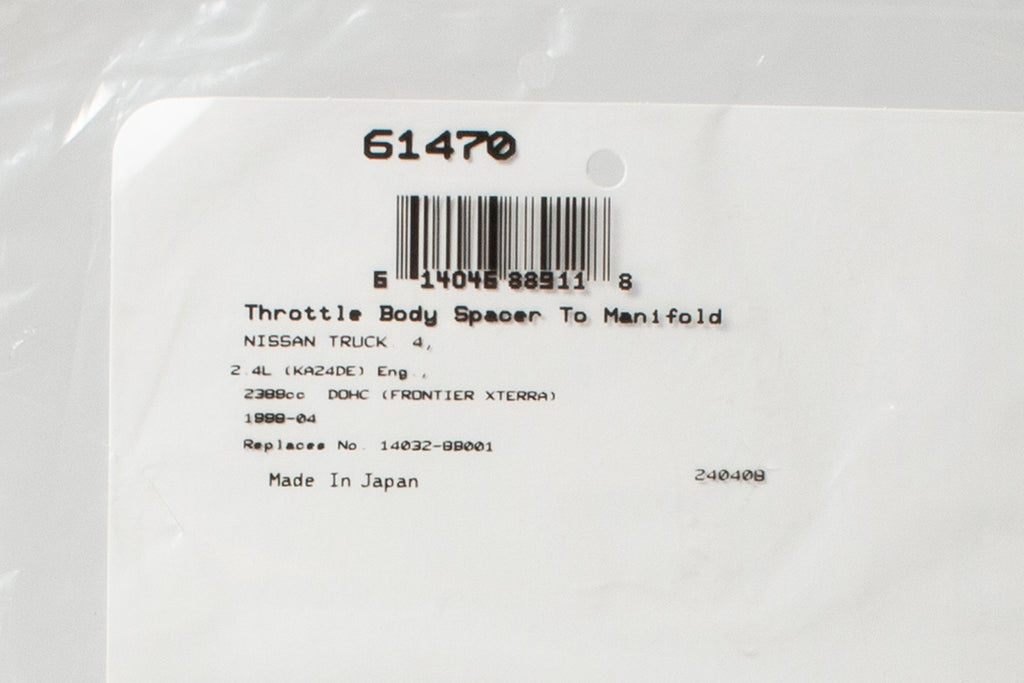 61470
6 14046 88911 8
Throttle Body Spacer To Manifold
NISSAN TRUCK 4,
2.4L (KA24DE) Eng.,
2389cc DOHC (FRONTIER XTERRA)
1998-04
Replaces No. 14032-
Made In Japan
240408